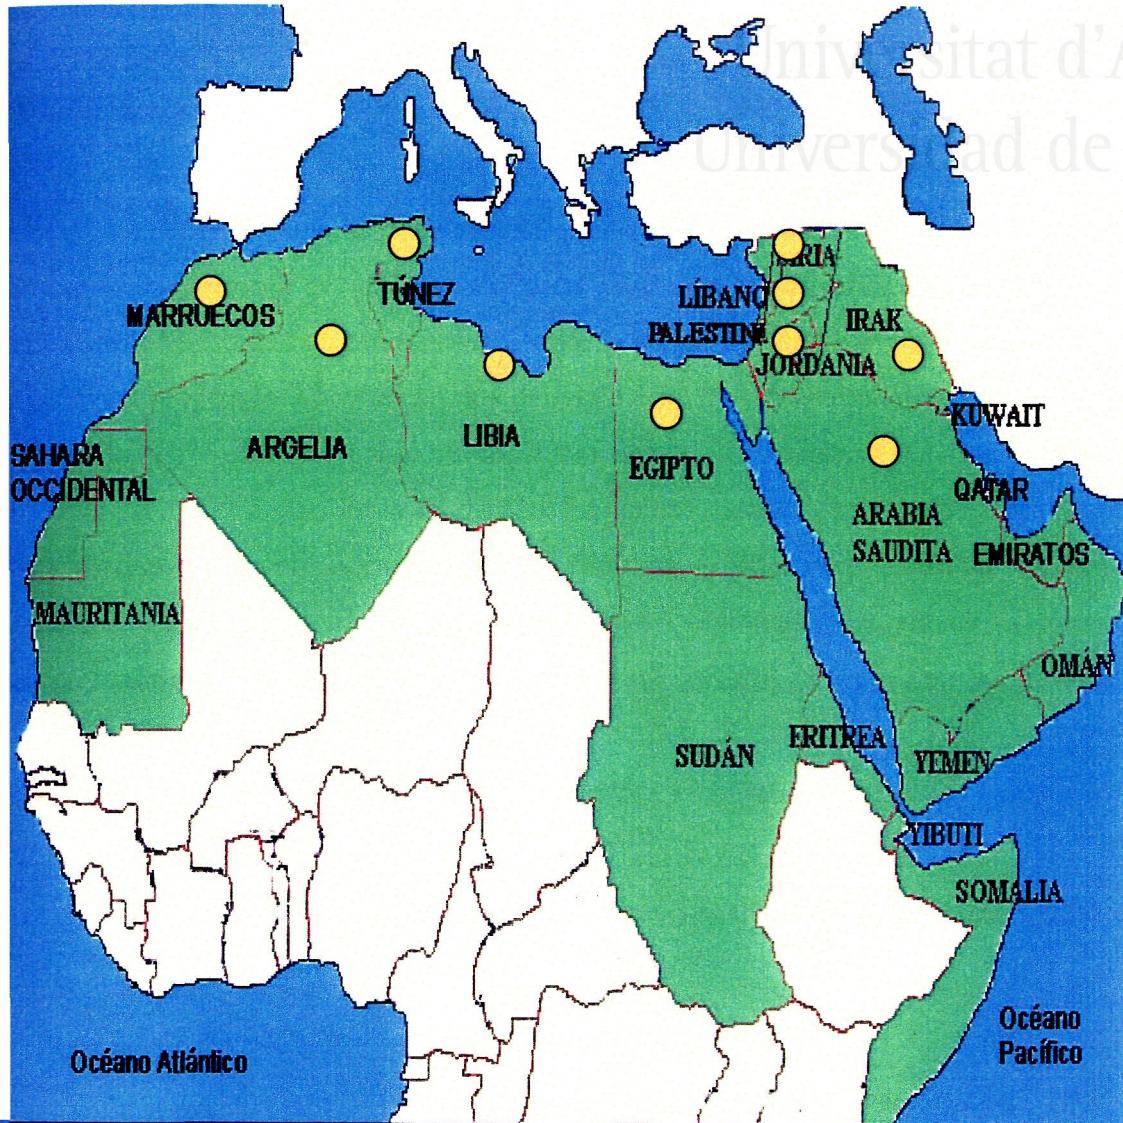 Universitat d'A
Universidad de
SIRIA
LÍBANO
PALESTINA
IRAK
JORDANIA
MARRUECOS
TÚNEZ
KUWAIT
SAHARA
OCCIDENTAL
ARGELIA
LIBIA
EGIPTO
QATAR
ARABIA
SAUDITA
EMIRATOS
MAURITANIA
OMÁN
SUDÁN
ERITREA
YEMEN
YIBUTI
SOMALIA
Océano
Pacífico
Océano Atlántico